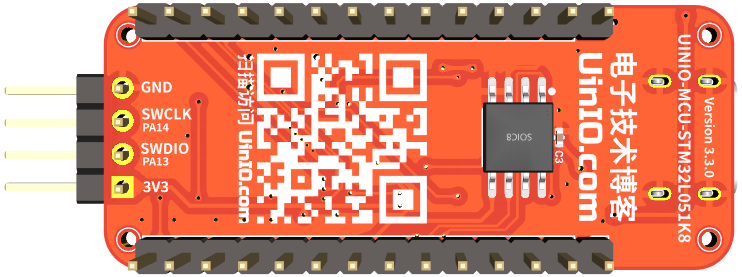 GND
SWCLK
PA14
SWDIO
PA13
3V3
扫描访问 UinIO.com
SOIC8
C3
UinIO.com
电子技术博客
UINIO-MCU-STM32L051K8
Version 3.3.0